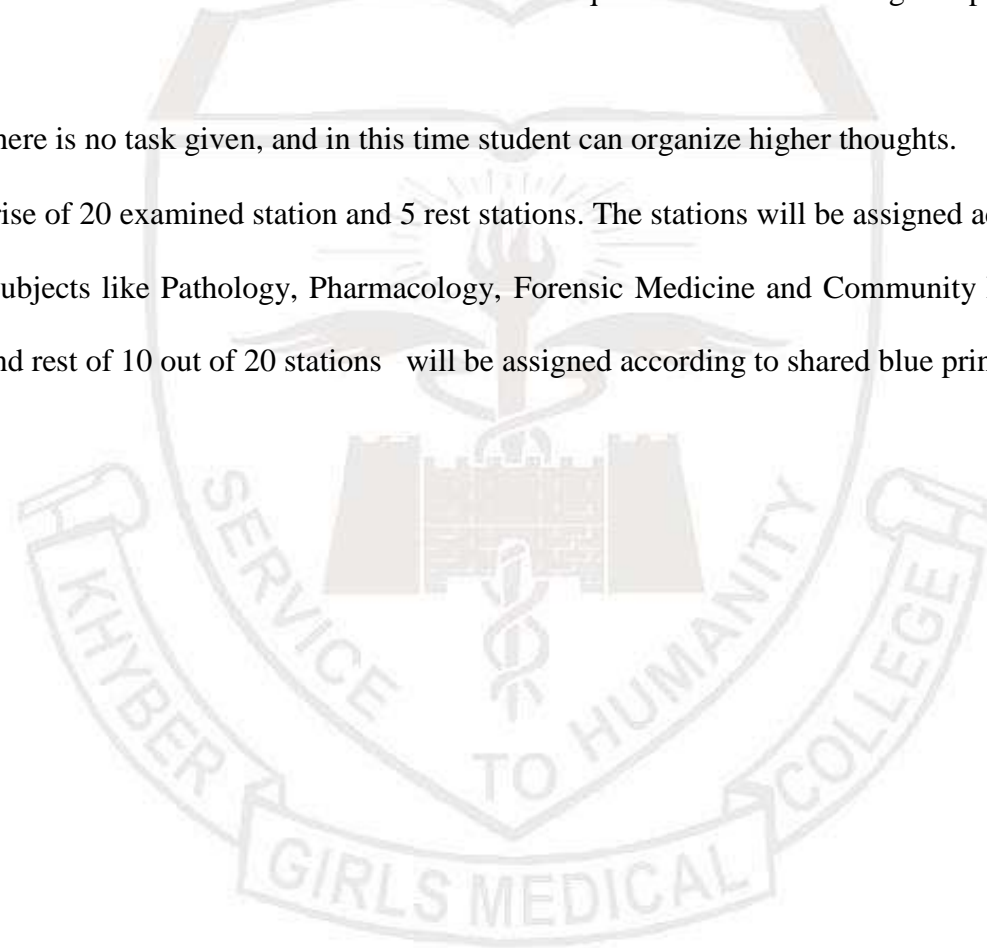 here is no task given, and in this time student can organize higher thoughts.
rise of 20 examined station and 5 rest stations. The stations will be assigned
ubjects like Pathology, Pharmacology, Forensic Medicine and Community
nd rest of 10 out of 20 stations will be assigned according to shared blue
SERVICE TO HUMANITY
KHYBER GIRLS MEDICAL COLLEGE